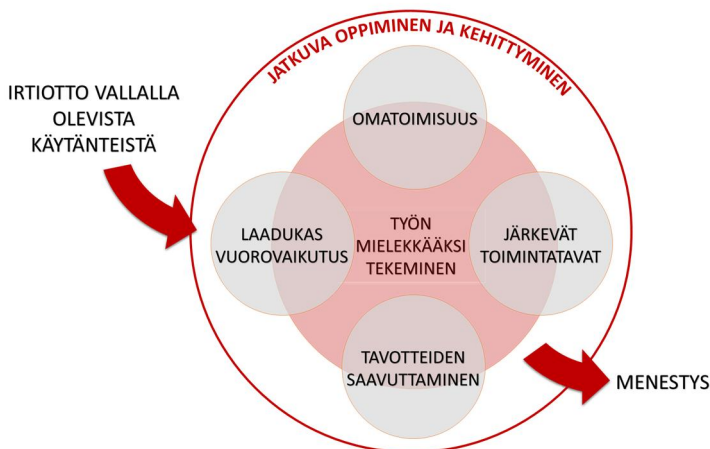 JATKUVA OPPIMINEN JA KEHITTYMINEN
IRTIOTTO VALLALLA
OLEVISTA
KÄYTÄNTEISTÄ
OMATOIMISUUS
LAADUKAS
VUOROVAIKUTUS
TYÖN
MIELEKKÄÄKSI
TEKEMINEN
JÄRKEVÄT
TOIMINTATAVAT
TAVOTTEIDEN
SAAVUTTAMINEN
MENESTYS